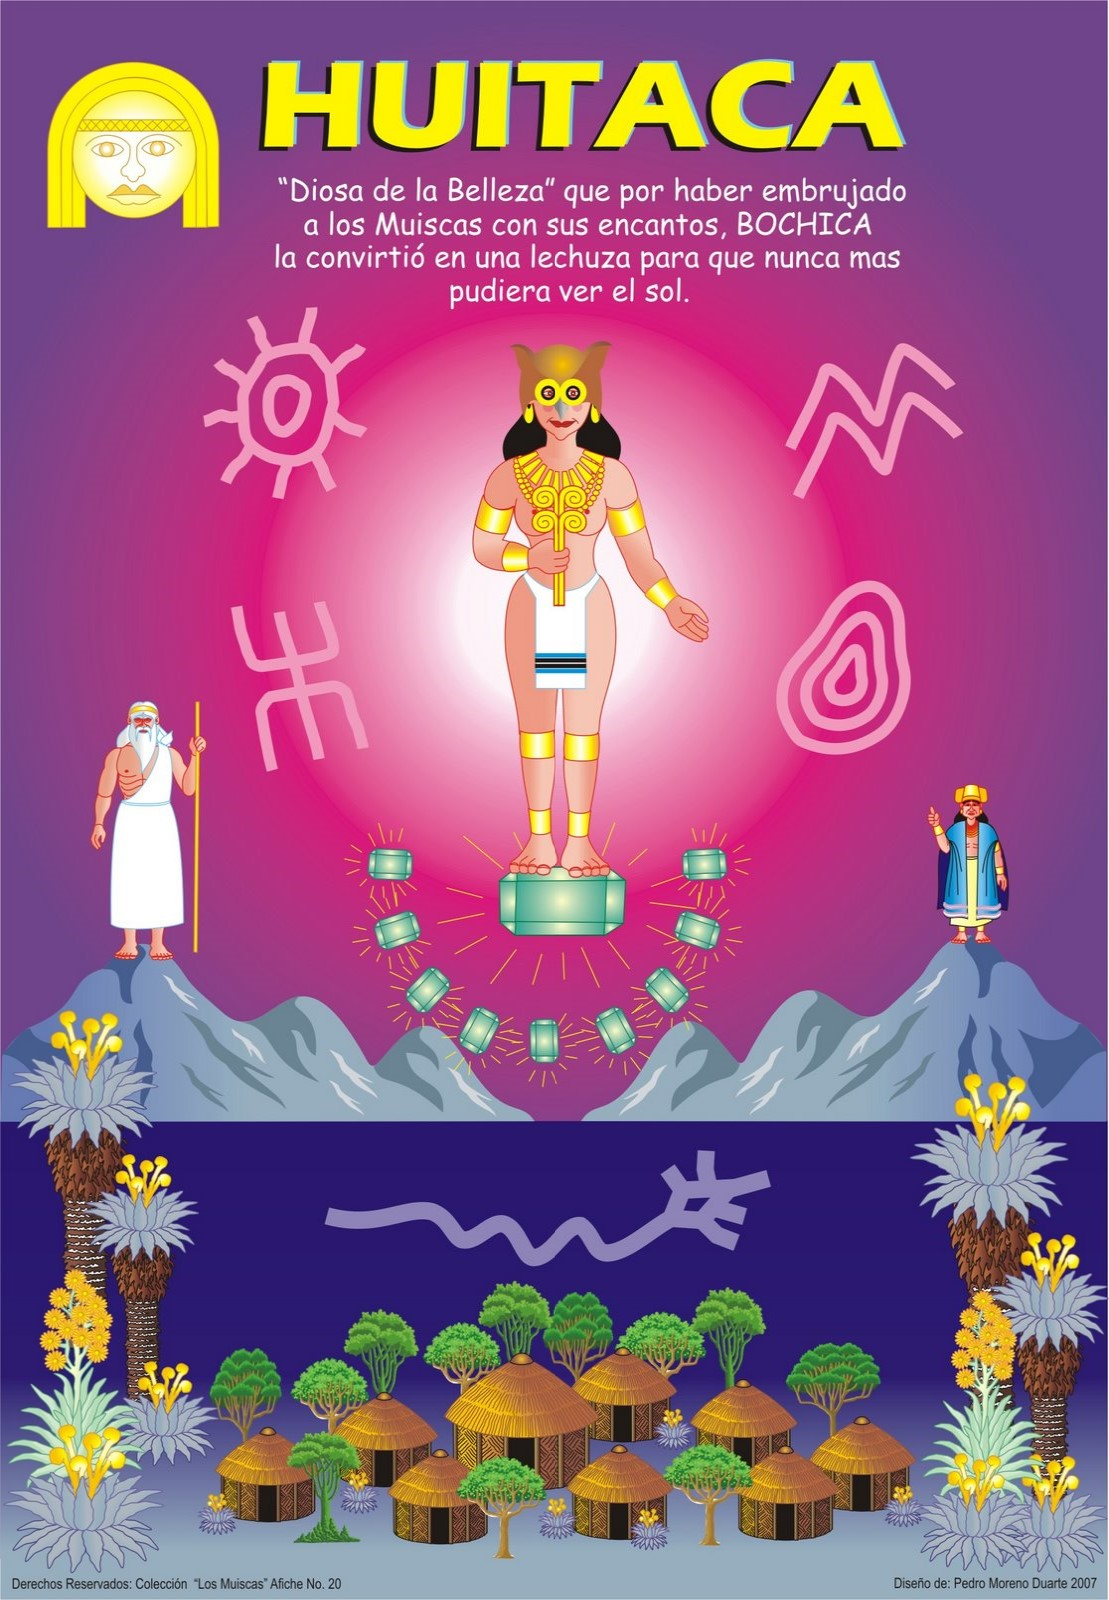 HUITACA
“Diosa de la Belleza” que por haber embrujado
a los Muiscas con sus encantos, BOCHICA
la convirtió en una lechuza para que nunca mas
pudiera ver el sol.
Derechos Reservados: Colección “Los Muiscas” Afiche No. 20
Diseño de: Pedro Moreno Duarte 2007